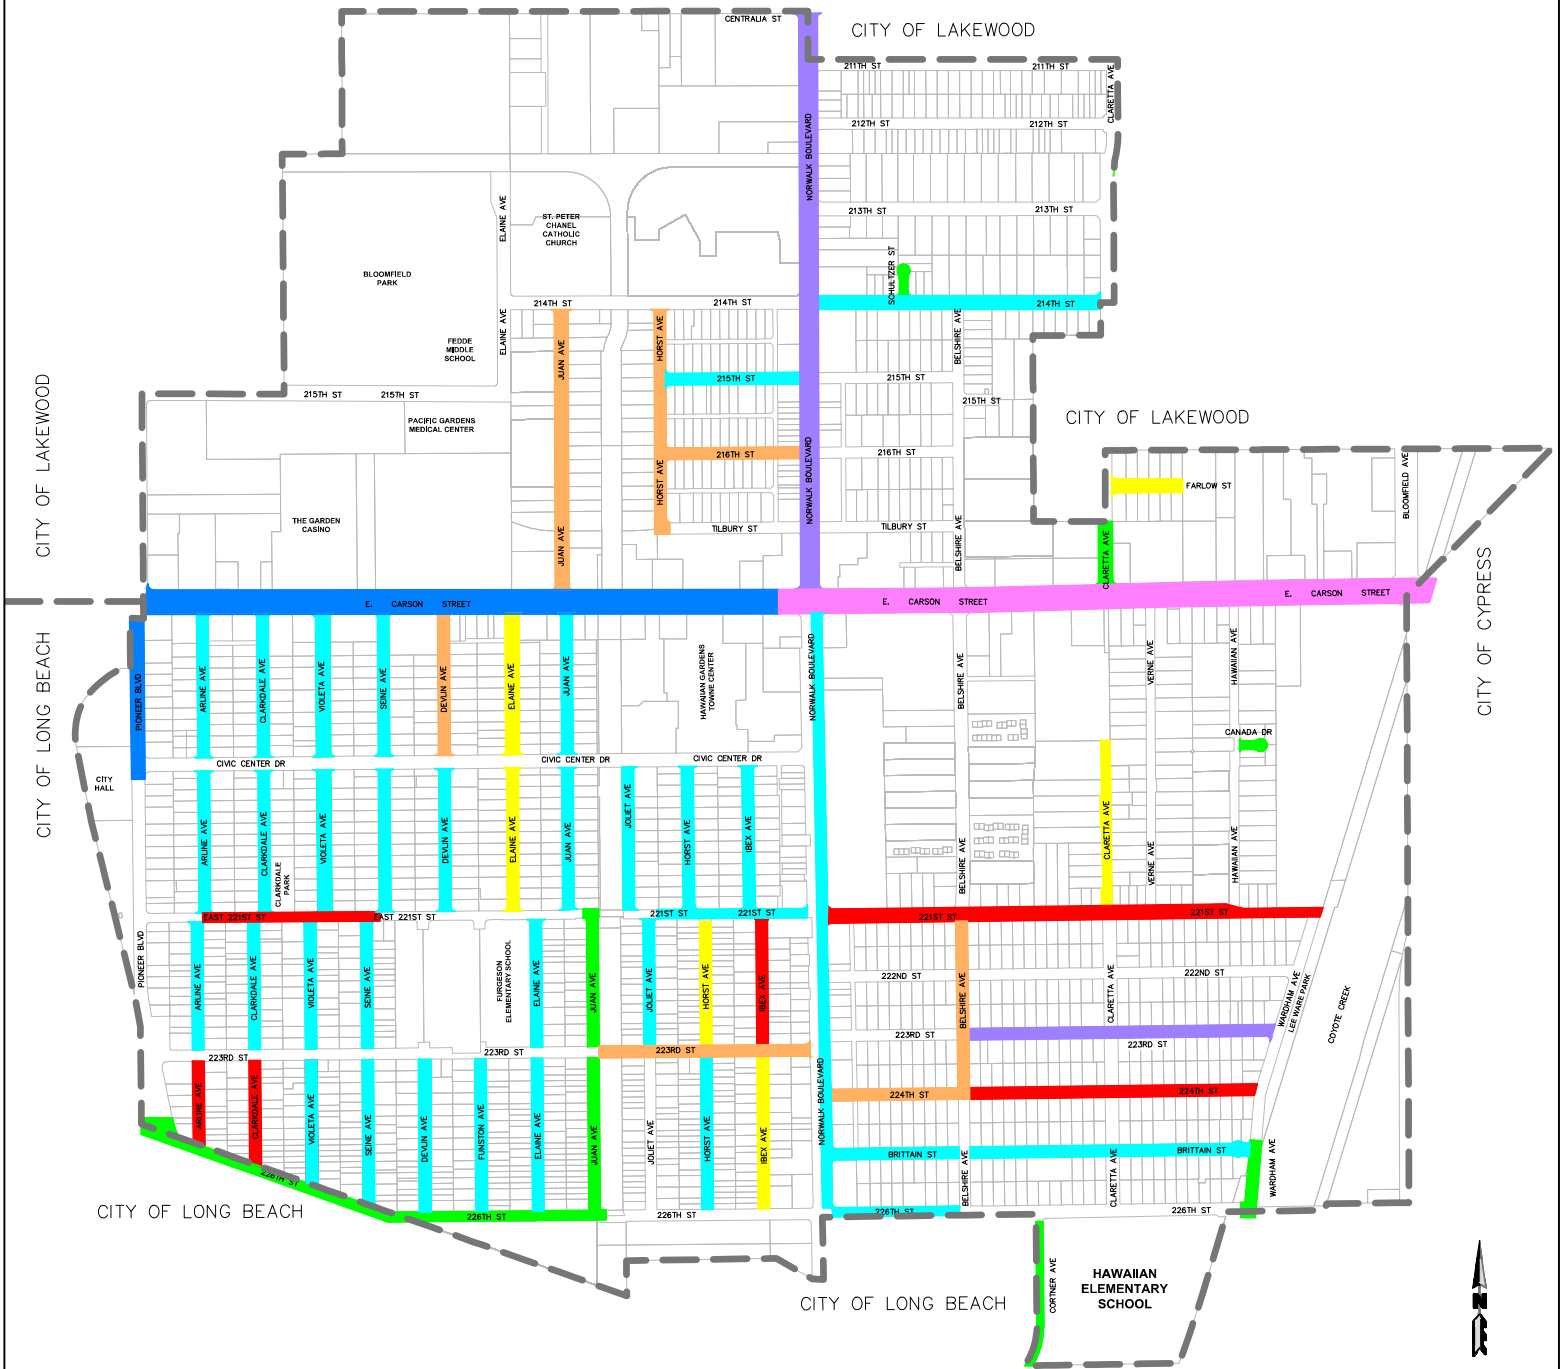 CENTRALIA ST
CITY OF LAKEWOOD
211TH ST
211TH ST
CLARETTA AVE
212TH ST
212TH ST
NORWALK BOULEVARD
213TH ST
213TH ST
ELAINE AVE
ST. PETER
CHANEL
CATHOLIC
CHURCH
BLOOMFIELD
PARK
SCHULTZER ST
214TH ST
214TH ST
214TH ST
ELAINE AVE
JUAN AVE
HORST AVE
BELSHIRE AVE
FEDDE
MIDDLE
SCHOOL
215TH ST
215TH ST
215TH ST
215TH ST
215TH ST
CITY OF LAKEWOOD
CITY OF LAKEWOOD
PACIFIC GARDENS
MEDICAL CENTER
216TH ST
216TH ST
HORST AVE
NORWALK BOULEVARD
FARLOW ST
BLOOMFIELD AVE
THE GARDEN
CASINO
TILBURY ST
TILBURY ST
JUAN AVE
BELSHIRE AVE
CLARETTA AVE
E. CARSON STREET
E. CARSON STREET
E. CARSON STREET
CITY OF CYPRESS
CITY OF LONG BEACH
PIONEER BLVD
ARLINE AVE
CLARKDALE AVE
VIOLETA AVE
SEINE AVE
DEVLIN AVE
ELAINE AVE
JUAN AVE
HAWAIIAN GARDENS
TOWNE CENTER
NORWALK BOULEVARD
BELSHIRE AVE
VERNE AVE
HAWAIIAN AVE
CANADA DR
CIVIC CENTER DR
CIVIC CENTER DR
CIVIC CENTER DR
CITY
HALL
ARLINE AVE
CLARKDALE AVE
CLARKDALE
PARK
VIOLETA AVE
DEVLIN AVE
ELAINE AVE
JUAN AVE
JOLIET AVE
HORST AVE
IBEX AVE
BELSHIRE AVE
CLARETTA AVE
VERNE AVE
HAWAIIAN AVE
EAST 221ST ST
EAST 221ST ST
221ST ST
221ST ST
221ST ST
221ST ST
PIONEER BLVD
ARLINE AVE
CLARKDALE AVE
VIOLETA AVE
SEINE AVE
FURGESON
ELEMENTARY SCHOOL
ELAINE AVE
JUAN AVE
JOLIET AVE
HORST AVE
IBEX AVE
222ND ST
222ND ST
BELSHIRE AVE
CLARETTA AVE
WARDHAM AVE
LEE WARE PARK
COYOTE CREEK
223RD ST
223RD ST
223RD ST
223RD ST
223RD ST
ARLINE AVE
CLARKDALE AVE
VIOLETA AVE
SEINE AVE
DEVLIN AVE
FUNSTON AVE
ELAINE AVE
JUAN AVE
JOLIET AVE
HORST AVE
IBEX AVE
NORWALK BOULEVARD
224TH ST
224TH ST
BRITTAIN ST
BRITTAIN ST
BELSHIRE AVE
CLARETTA AVE
WARDHAM AVE
226TH ST
226TH ST
226TH ST
226TH ST
226TH ST
CITY OF LONG BEACH
CITY OF LONG BEACH
CORTNER AVE
HAWAIIAN
ELEMENTARY
SCHOOL
N